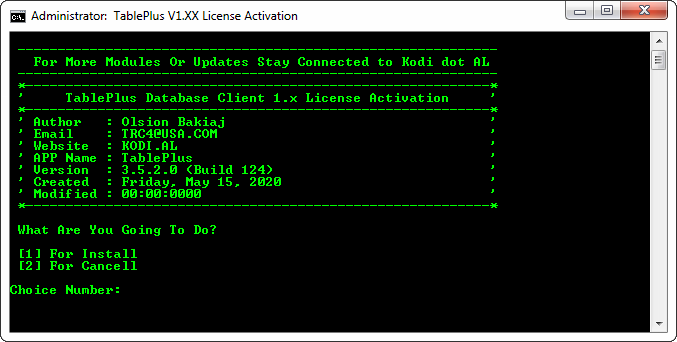 Administrator: TablePlus V1.XX License Activation
For More Modules Or Updates Stay Connected to Kodi dot AL
TablePlus Database Client 1.x License Activation
Author : Olsion Bakiaj
Email : TRC4@USA.COM
Website : KODI.AL
APP Name : TablePlus
Version : 3.5.2.0 (Build 124)
Created : Friday, May 15, 2020
Modified : 00:00:0000
What Are You Going To Do?
[1] For Install
[2] For Cancell
Choice Number: